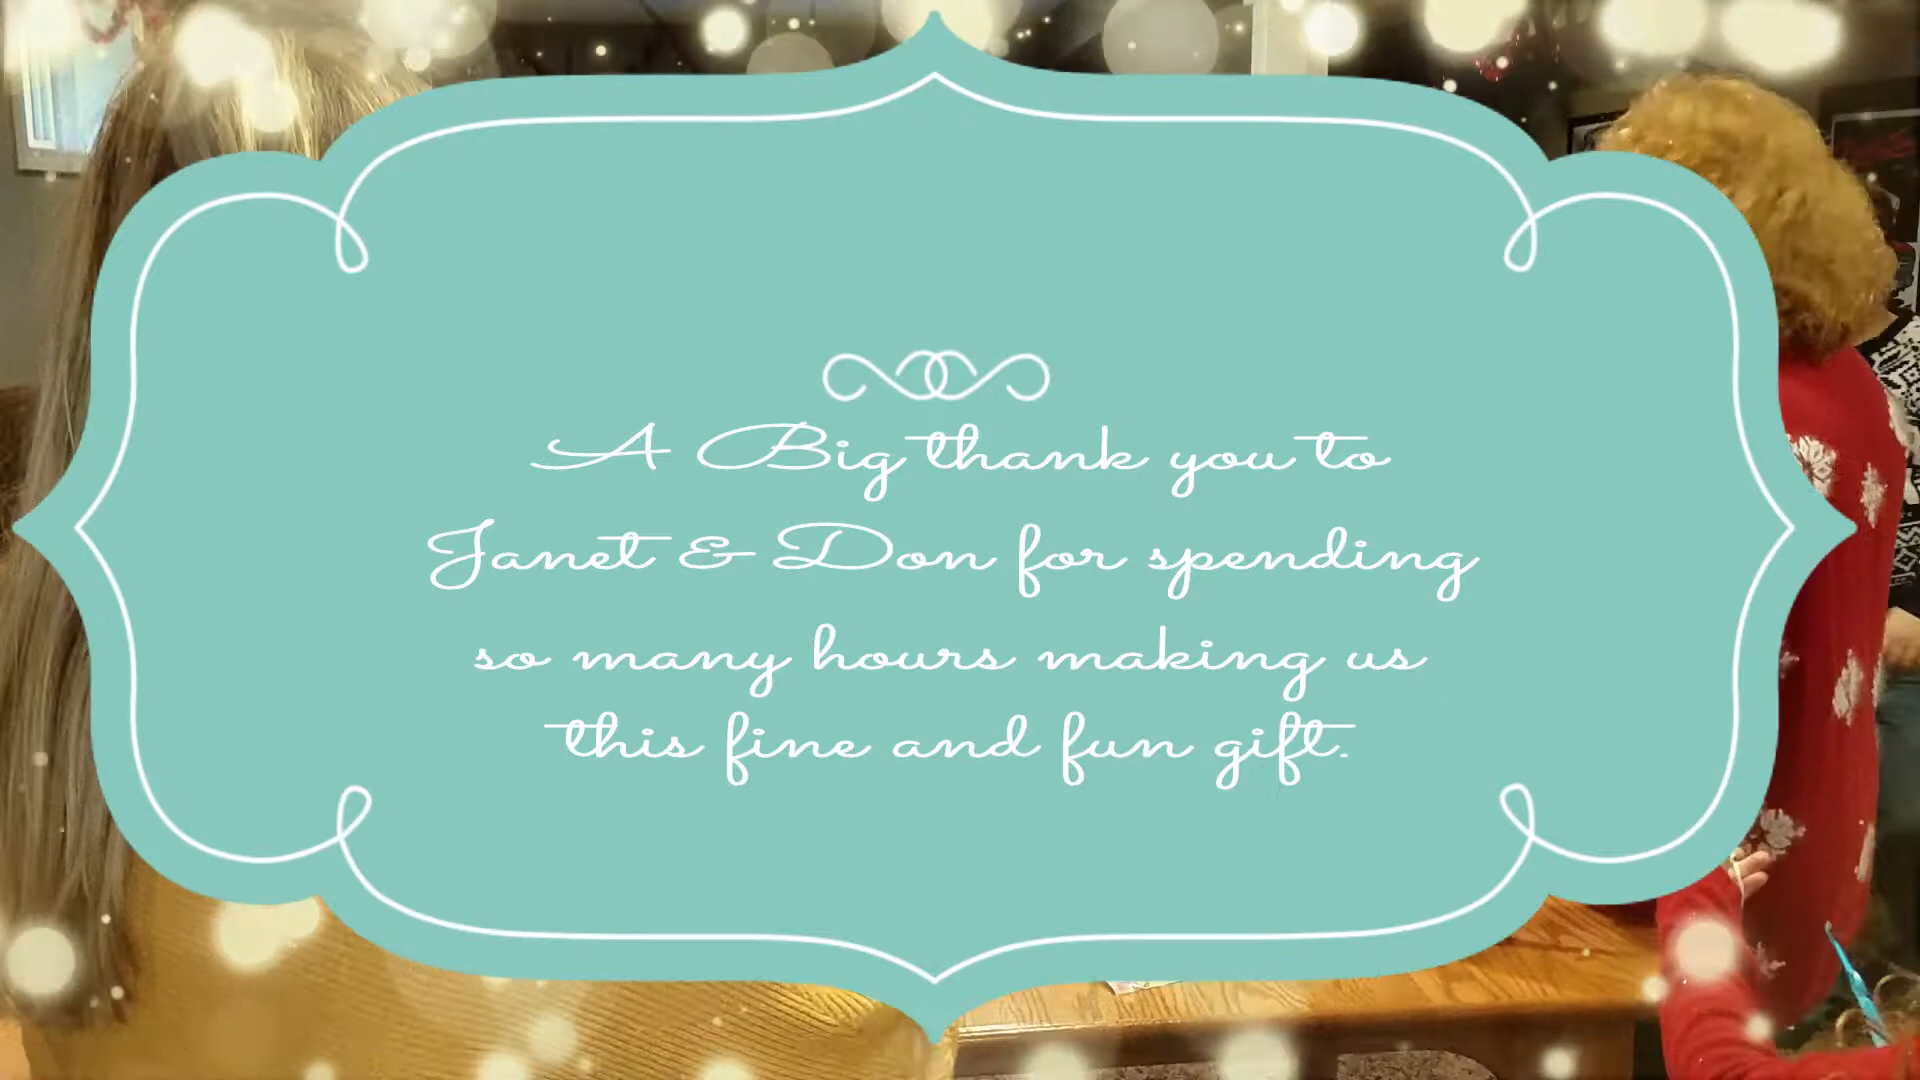 A Big thank you to
Janet & Don for spending
so many hours making us
this fine and fun gift.